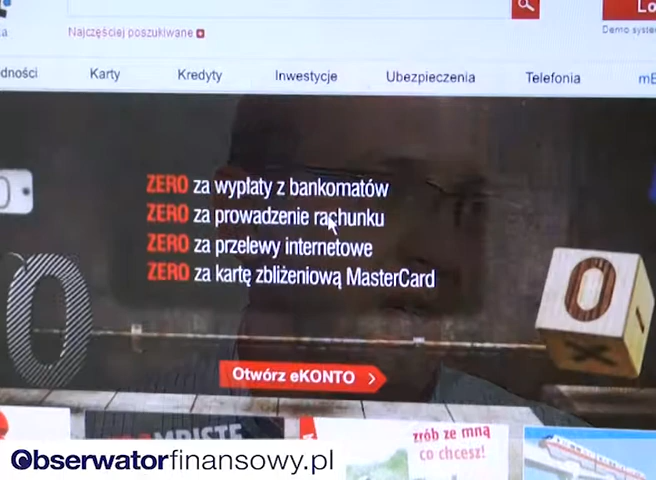 Najczęściej poszukiwane
Lo
Demo syste
dności Karty Kredyty Inwestycje Ubezpieczenia Telefonia mB
ZERO za wypłaty z bankomatów
ZERO za prowadzenie rachunku
ZERO za przelewy internetowe
ZERO za kartę zbliżeniową MasterCard
0
0
Otwórz eKONTO
zrób ze mną
co chcesz!
Obserwatorfinansowy.pl